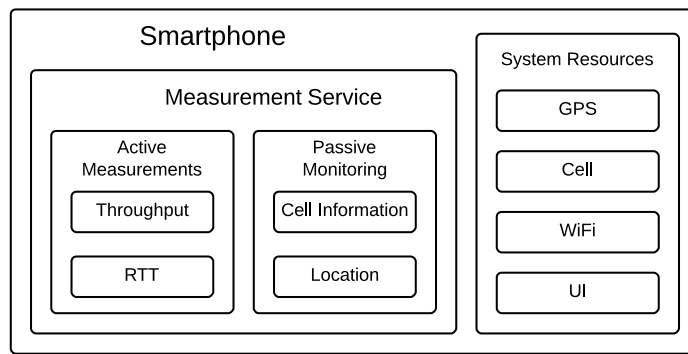 Smartphone
Measurement Service
Active
Measurements
Throughput
RTT
Passive
Monitoring
Cell Information
Location
System Resources
GPS
Cell
WiFi
UI